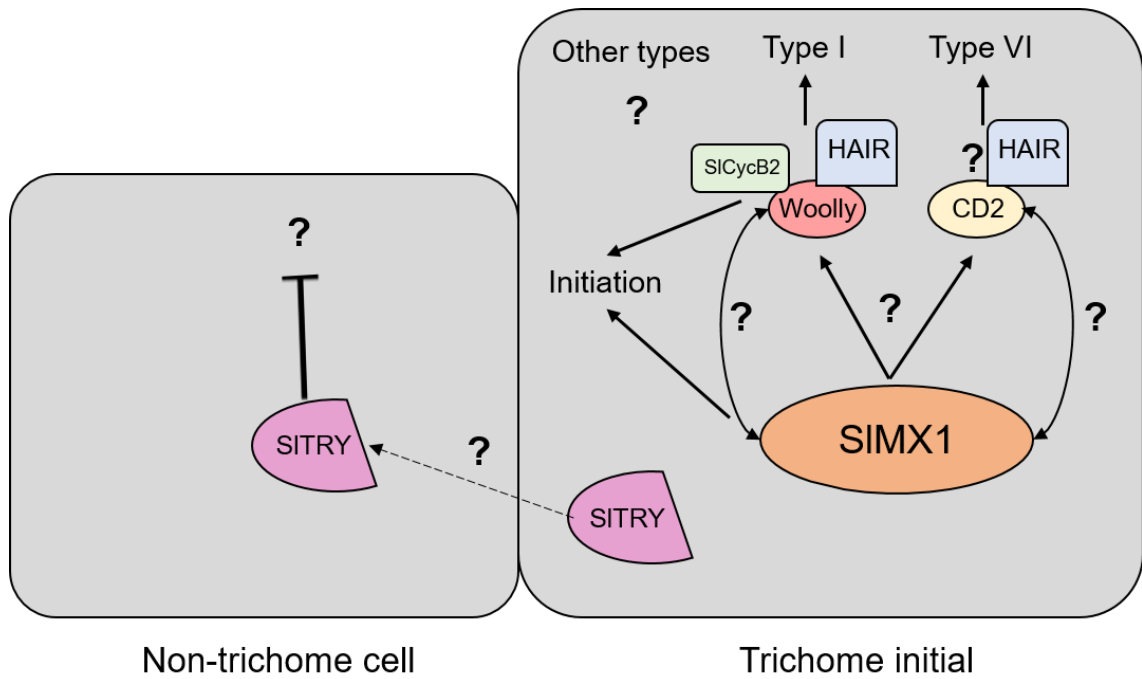 Other types
Type I
Type VI
?
SlCycB2
HAIR
?
HAIR
Woolly
CD2
?
Initiation
?
?
?
SlMX1
SlTRY
?
SlTRY
Non-trichome cell
Trichome initial